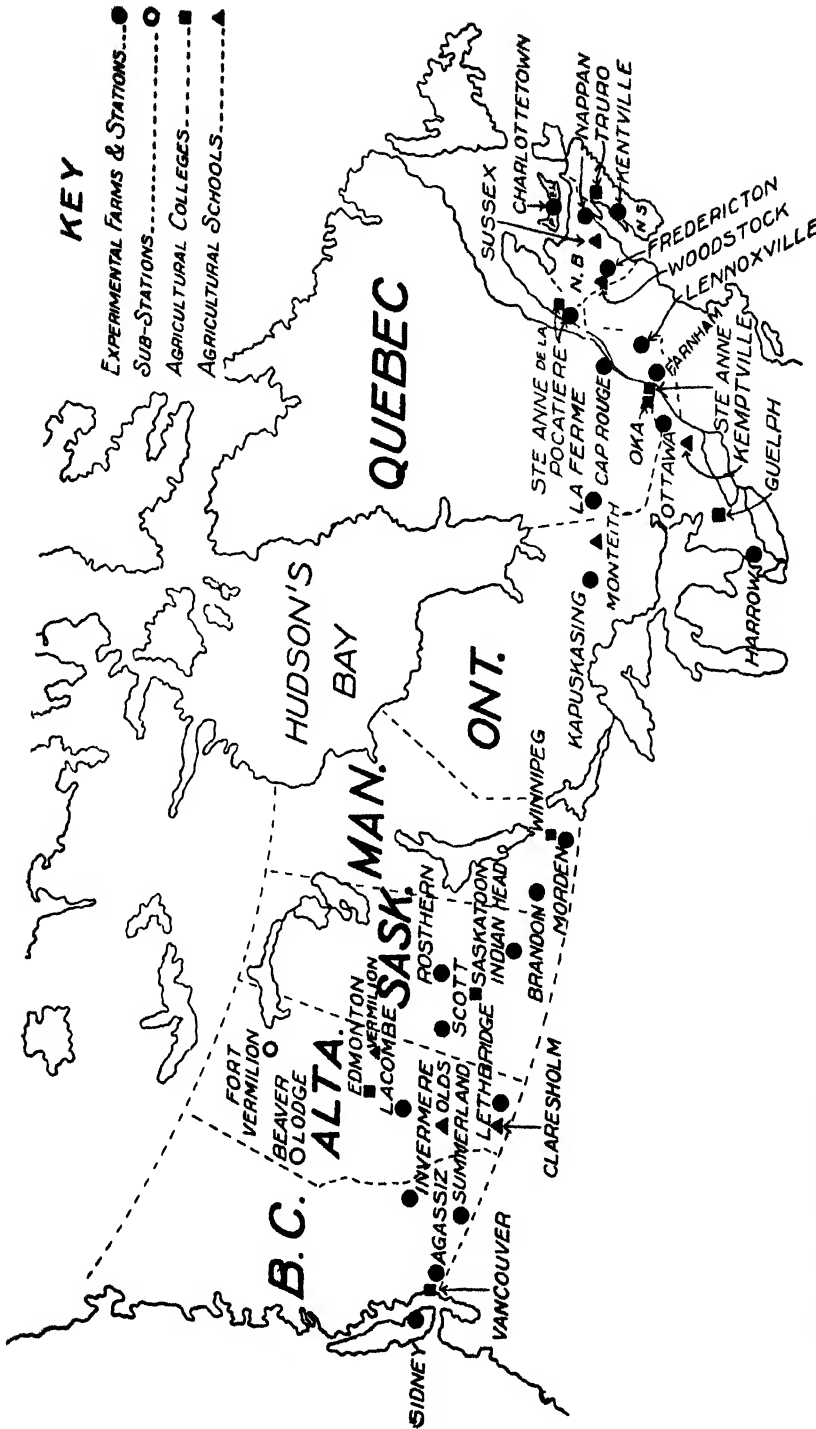 KEY
EXPERIMENTAL FARMS & STATIONS...
SUB-STATIONS............
AGRICULTURAL COLLEGES......
AGRICULTURAL SCHOOLS........
HUDSON'S
BAY
QUEBEC
B.C.
ALTA.
SASK.
MAN.
ONT.
N.B
N S
SIDNEY
VANCOUVER
AGASSIZ
SUMMERLAND
INVERMERE
FORT
VERMILION
BEAVER
LODGE
EDMONTON
VERMILION
LACOMBE
OLDS
LETHBRIDGE
CLARESHOLM
SCOTT
ROSTHERN
SASKATOON
INDIAN HEAD
BRANDON
MORDEN
WINNIPEG
KAPUSKASING
MONTEITH
LA FERME
HARROW
GUELPH
KEMPTVILLE
OTTAWA
OKA
STE ANNE
FARNHAM
LENNOXVILLE
CAP ROUGE
STE ANNE DE LA
POCATIERE
WOODSTOCK
FREDERICTON
SUSSEX
CHARLOTTETOWN
NAPPAN
TRURO
KENTVILLE